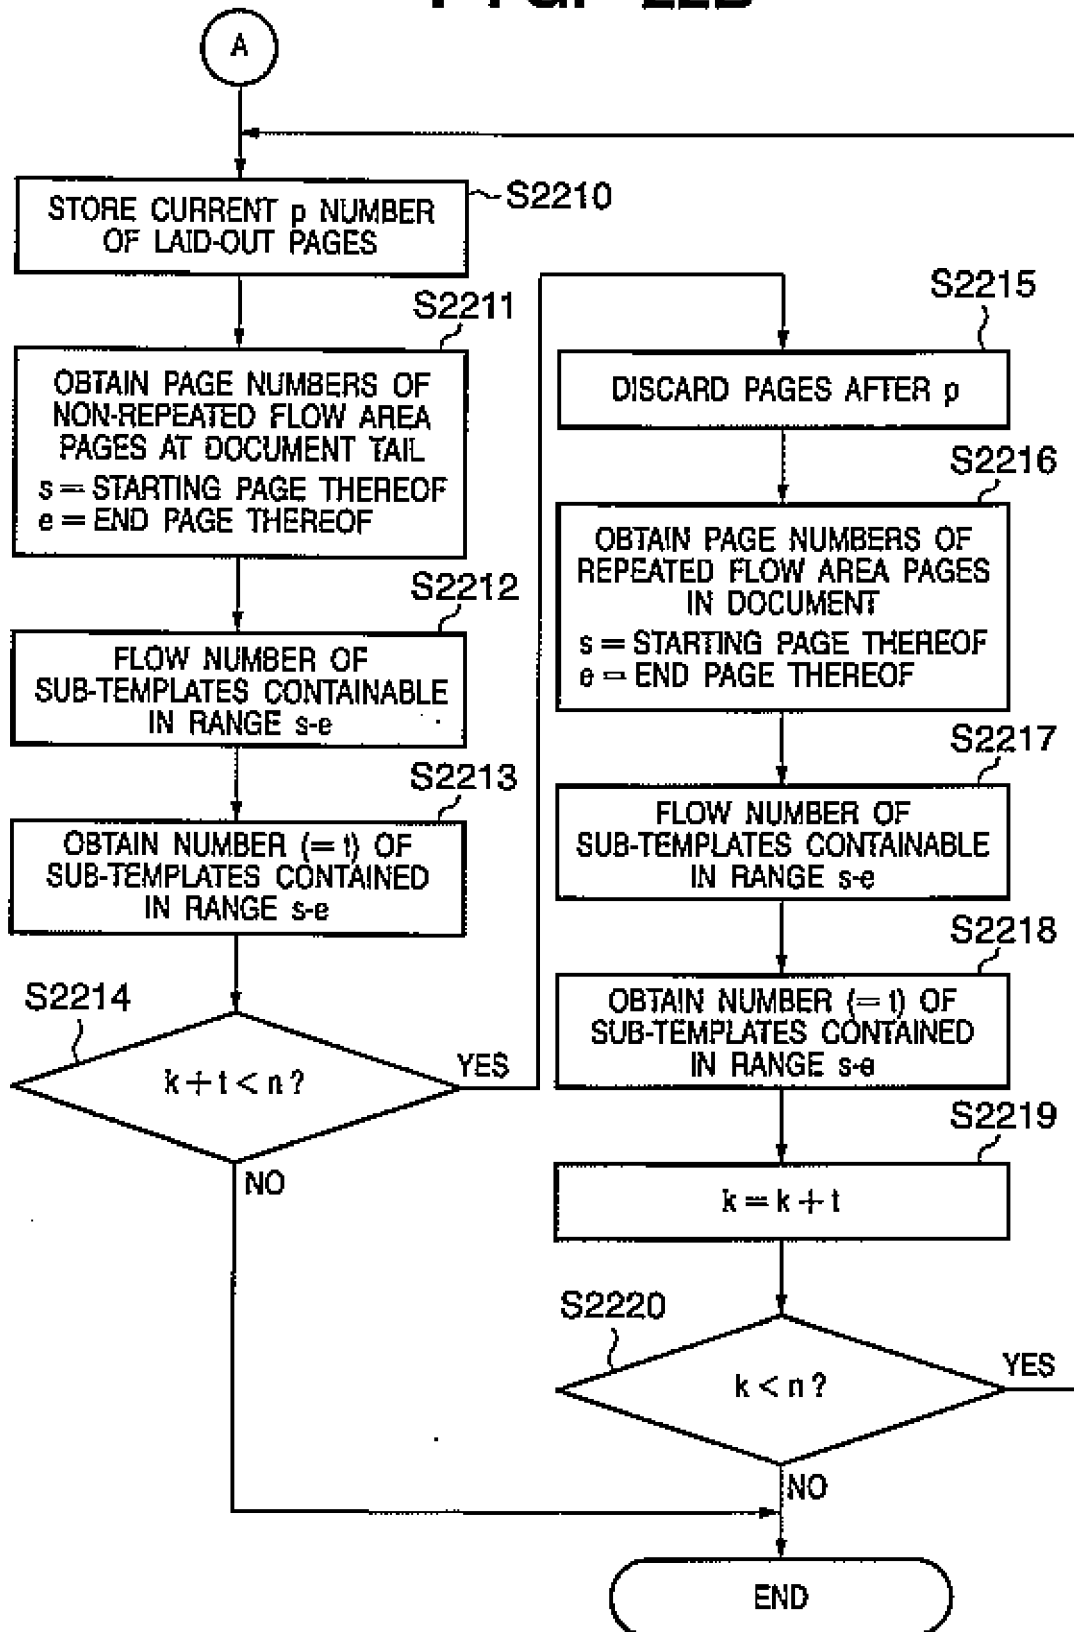 FIG. 22B
A
STORE CURRENT p NUMBER
OF LAID-OUT PAGES
S2210
S2211
OBTAIN PAGE NUMBERS OF
NON-REPEATED FLOW AREA
PAGES AT DOCUMENT TAIL
s = STARTING PAGE THEREOF
e = END PAGE THEREOF
S2212
FLOW NUMBER OF
SUB-TEMPLATES CONTAINABLE
IN RANGE s-e
S2213
OBTAIN NUMBER (= t) OF
SUB-TEMPLATES CONTAINED
IN RANGE s-e
S2214
k + t < n ?
YES
NO
S2215
DISCARD PAGES AFTER p
S2216
OBTAIN PAGE NUMBERS OF
REPEATED FLOW AREA PAGES
IN DOCUMENT
s = STARTING PAGE THEREOF
e = END PAGE THEREOF
S2217
FLOW NUMBER OF
SUB-TEMPLATES CONTAINABLE
IN RANGE s-e
S2218
OBTAIN NUMBER (= t) OF
SUB-TEMPLATES CONTAINED
IN RANGE s-e
S2219
k = k + t
S2220
k < n ?
YES
NO
END